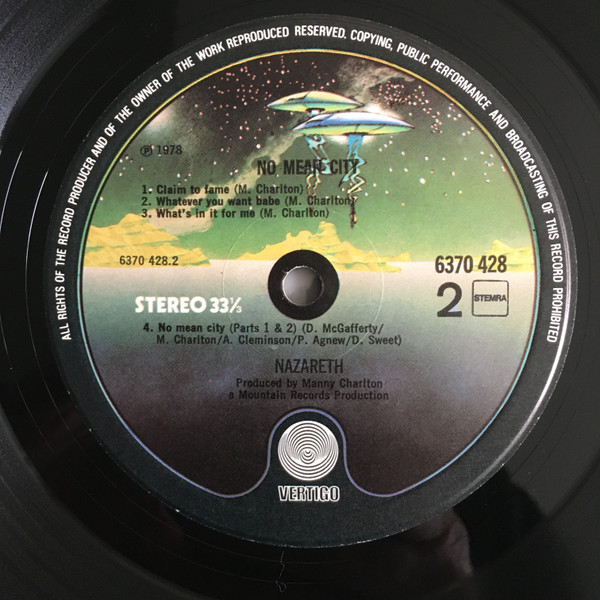 ALL RIGHTS OF THE RECORD PRODUCER AND OF THE OWNER OF THE WORK REPRODUCED RESERVED. COPYING, PUBLIC PERFORMANCE AND BROADCASTING OF THIS RECORD PROHIBITED
℗ 1978
NO MEAN CITY
1. Claim to fame (M. Charlton)
2. Whatever you want babe (M. Charlton)
3. What's in it for me (M. Charlton)
6370 428.2
6370 428
STEREO 33⅓
2 STEMRA
4. No mean city (Parts 1 & 2) (D. McGafferty/
M. Charlton/A. Cleminson/P. Agnew/D. Sweet)
NAZARETH
Produced by Manny Charlton
a Mountain Records Production
VERTIGO